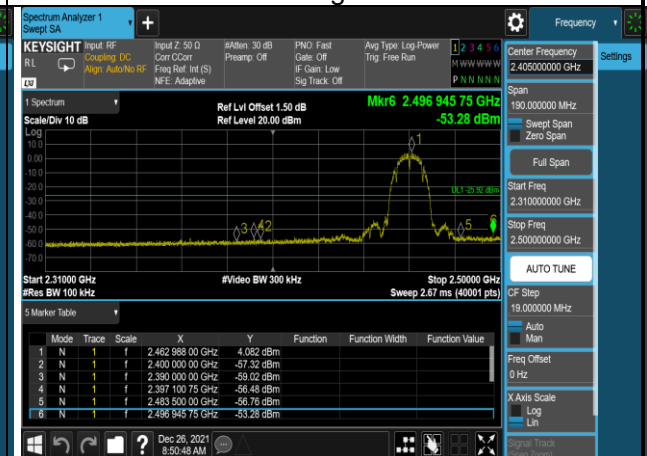 Spectrum Analyzer 1
Swept SA
+
Frequency
KEYSIGHT
RL
LXI
Input: RF
Coupling: DC
Align: Auto/No RF
Input Z: 50 Ω
Corr CCorr
Freq Ref: Int (S)
NFE: Adaptive
#Atten: 30 dB
Preamp: Off
PNO: Fast
Gate: Off
IF Gain: Low
Sig Track: Off
Avg Type: Log-Power
Trig: Free Run
1 2 3 4 5 6
M W W W W W
P N N N N N
Settings
Center Frequency
2.405000000 GHz
Span
190.000000 MHz
Swept Span
Zero Span
Full Span
Start Freq
2.310000000 GHz
Stop Freq
2.500000000 GHz
AUTO TUNE
CF Step
19.000000 MHz
Auto
Man
Freq Offset
0 Hz
X Axis Scale
Log
Lin
Signal Track
(Span Zoom)
1 Spectrum
Scale/Div 10 dB
Ref Lvl Offset 1.50 dB
Ref Level 20.00 dBm
Mkr6 2.496 945 75 GHz
-53.28 dBm
Log
10.0
0.00
-10.0
-20.0
-30.0
-40.0
-50.0
-60.0
-70.0
1
DL1 -25.92 dBm
3 42
5
6
Start 2.31000 GHz
#Res BW 100 kHz
#Video BW 300 kHz
Stop 2.50000 GHz
Sweep 2.67 ms (40001 pts)
5 Marker Table
Mode Trace Scale X Y Function Function Width Function Value
1 N 1 f 2.462 988 00 GHz 4.082 dBm
2 N 1 f 2.400 000 00 GHz -57.32 dBm
3 N 1 f 2.390 000 00 GHz -59.02 dBm
4 N 1 f 2.397 100 75 GHz -56.48 dBm
5 N 1 f 2.483 500 00 GHz -56.76 dBm
6 N 1 f 2.496 945 75 GHz -53.28 dBm
?
Dec 26, 2021
8:50:48 AM